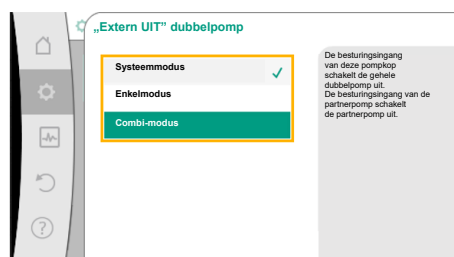 „Extern UIT” dubbelpomp
Systeemmodus
Enkelmodus
Combi-modus
De besturingsingang
van deze pompkop
schakelt de gehele
dubbelpomp uit.
De besturingsingang van de
partnerpomp schakelt
de partnerpomp uit.
?